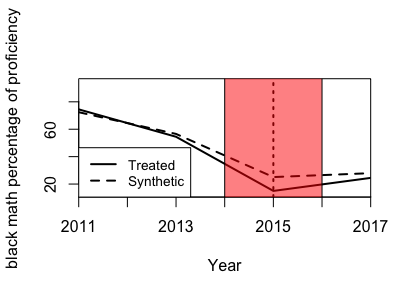 black math percentage of proficiency
60
20
Treated
Synthetic
2011
2013
2015
2017
Year